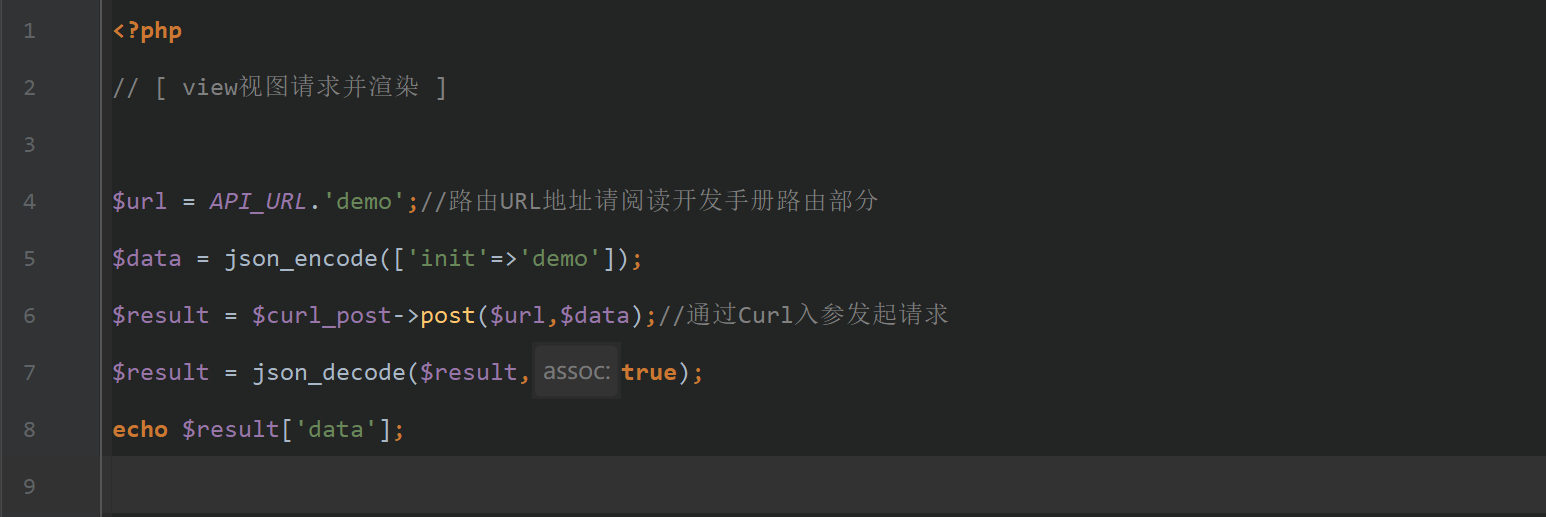 1 <?php
2 // [ view视图请求并渲染 ]
3
4 $url = API_URL.'demo';//路由URL地址请阅读开发手册路由部分
5 $data = json_encode(['init'=>'demo']);
6 $result = $curl_post->post($url,$data);//通过Curl入参发起请求
7 $result = json_decode($result, assoc: true);
8 echo $result['data'];
9